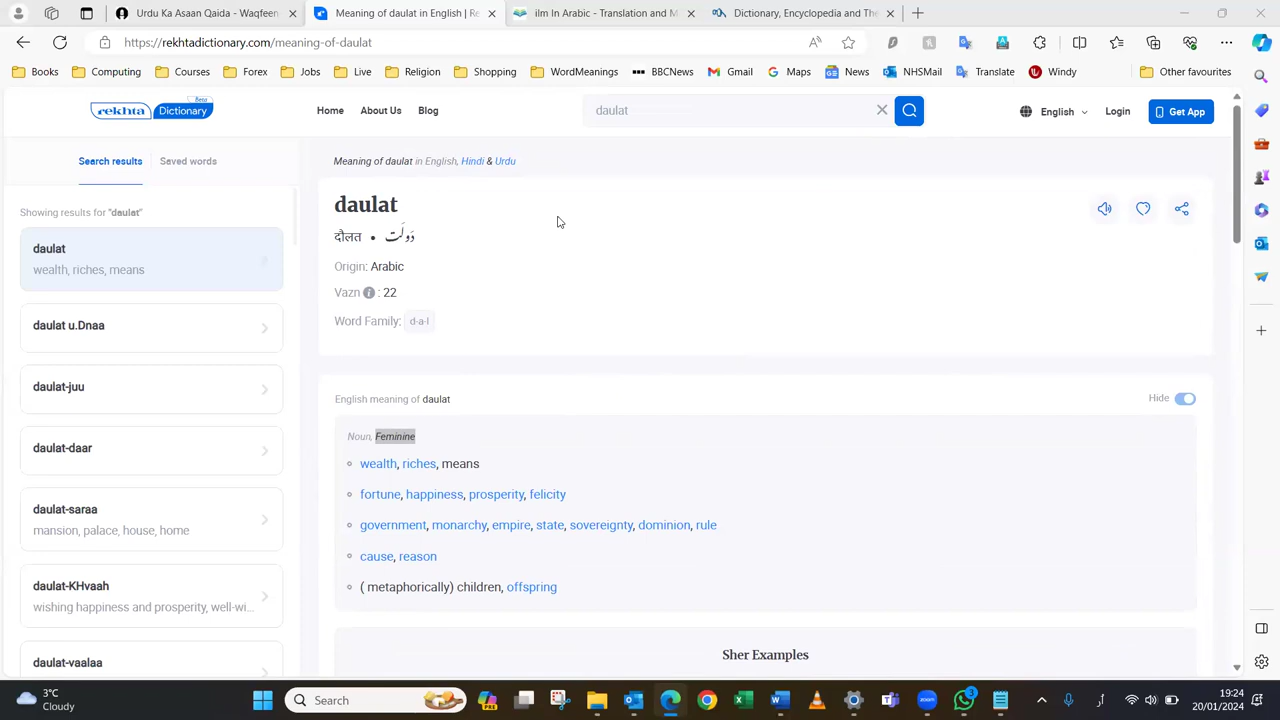 Urdu Ka Asaan Qaida - Waqfeen
Meaning of daulat in English | Re
ilm In Arabic - Translation and M
Dictionary, Encyclopedia and The
https://rekhtadictionary.com/meaning-of-daulat
Books Computing Courses Forex Jobs Live Religion Shopping WordMeanings BBCNews Gmail Maps News NHSMail Translate Windy Other favourites
rekhta Dictionary Beta
Home About Us Blog
daulat
English Login Get App
Search results Saved words
Showing results for "daulat"
daulat
wealth, riches, means
daulat u.Dnaa
daulat-juu
daulat-daar
daulat-saraa
mansion, palace, house, home
daulat-KHvaah
wishing happiness and prosperity, well-wi...
daulat-vaalaa
Meaning of daulat in English, Hindi & Urdu
daulat
दौलत • دَولَت
Origin: Arabic
Vazn i : 22
Word Family: d-a-l
English meaning of daulat Hide
Noun, Feminine
wealth, riches, means
fortune, happiness, prosperity, felicity
government, monarchy, empire, state, sovereignty, dominion, rule
cause, reason
( metaphorically) children, offspring
Sher Examples
3°C
Cloudy
Search
3
19:24
20/01/2024